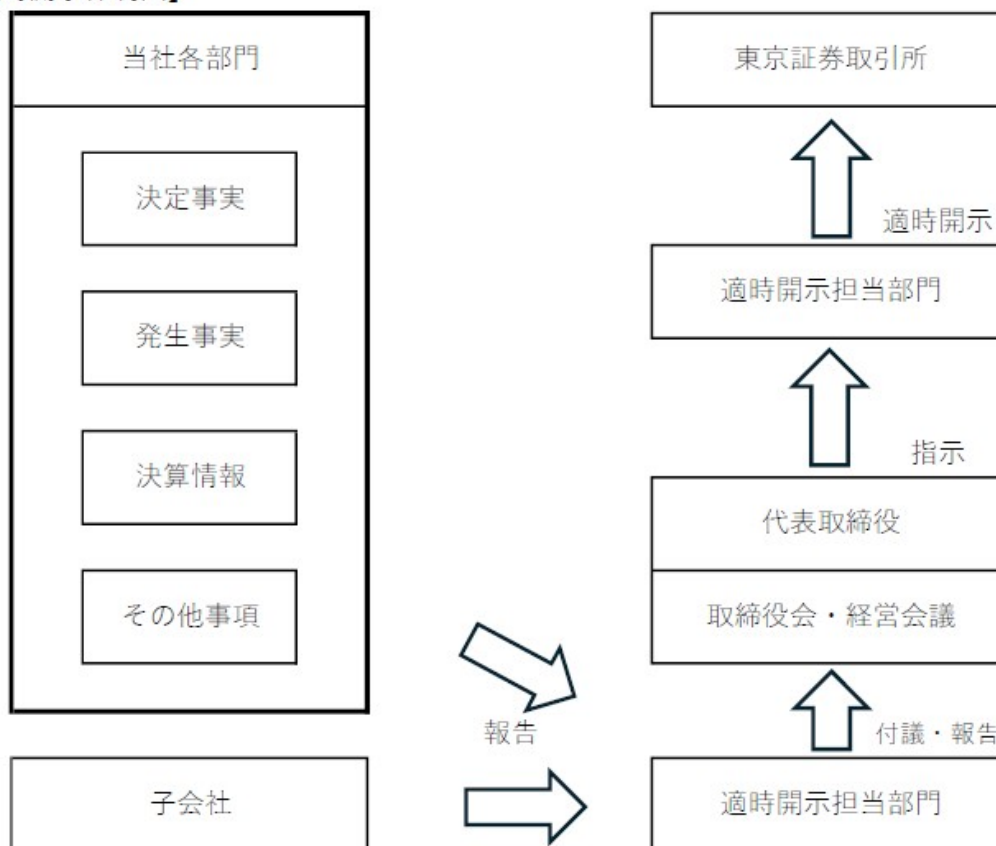 当社各部門
決定事実
発生事実
決算情報
その他事項
子会社
報告
東京証券取引所
適時開示
適時開示担当部門
指示
代表取締役
取締役会・経営会議
付議・報告
適時開示担当部門